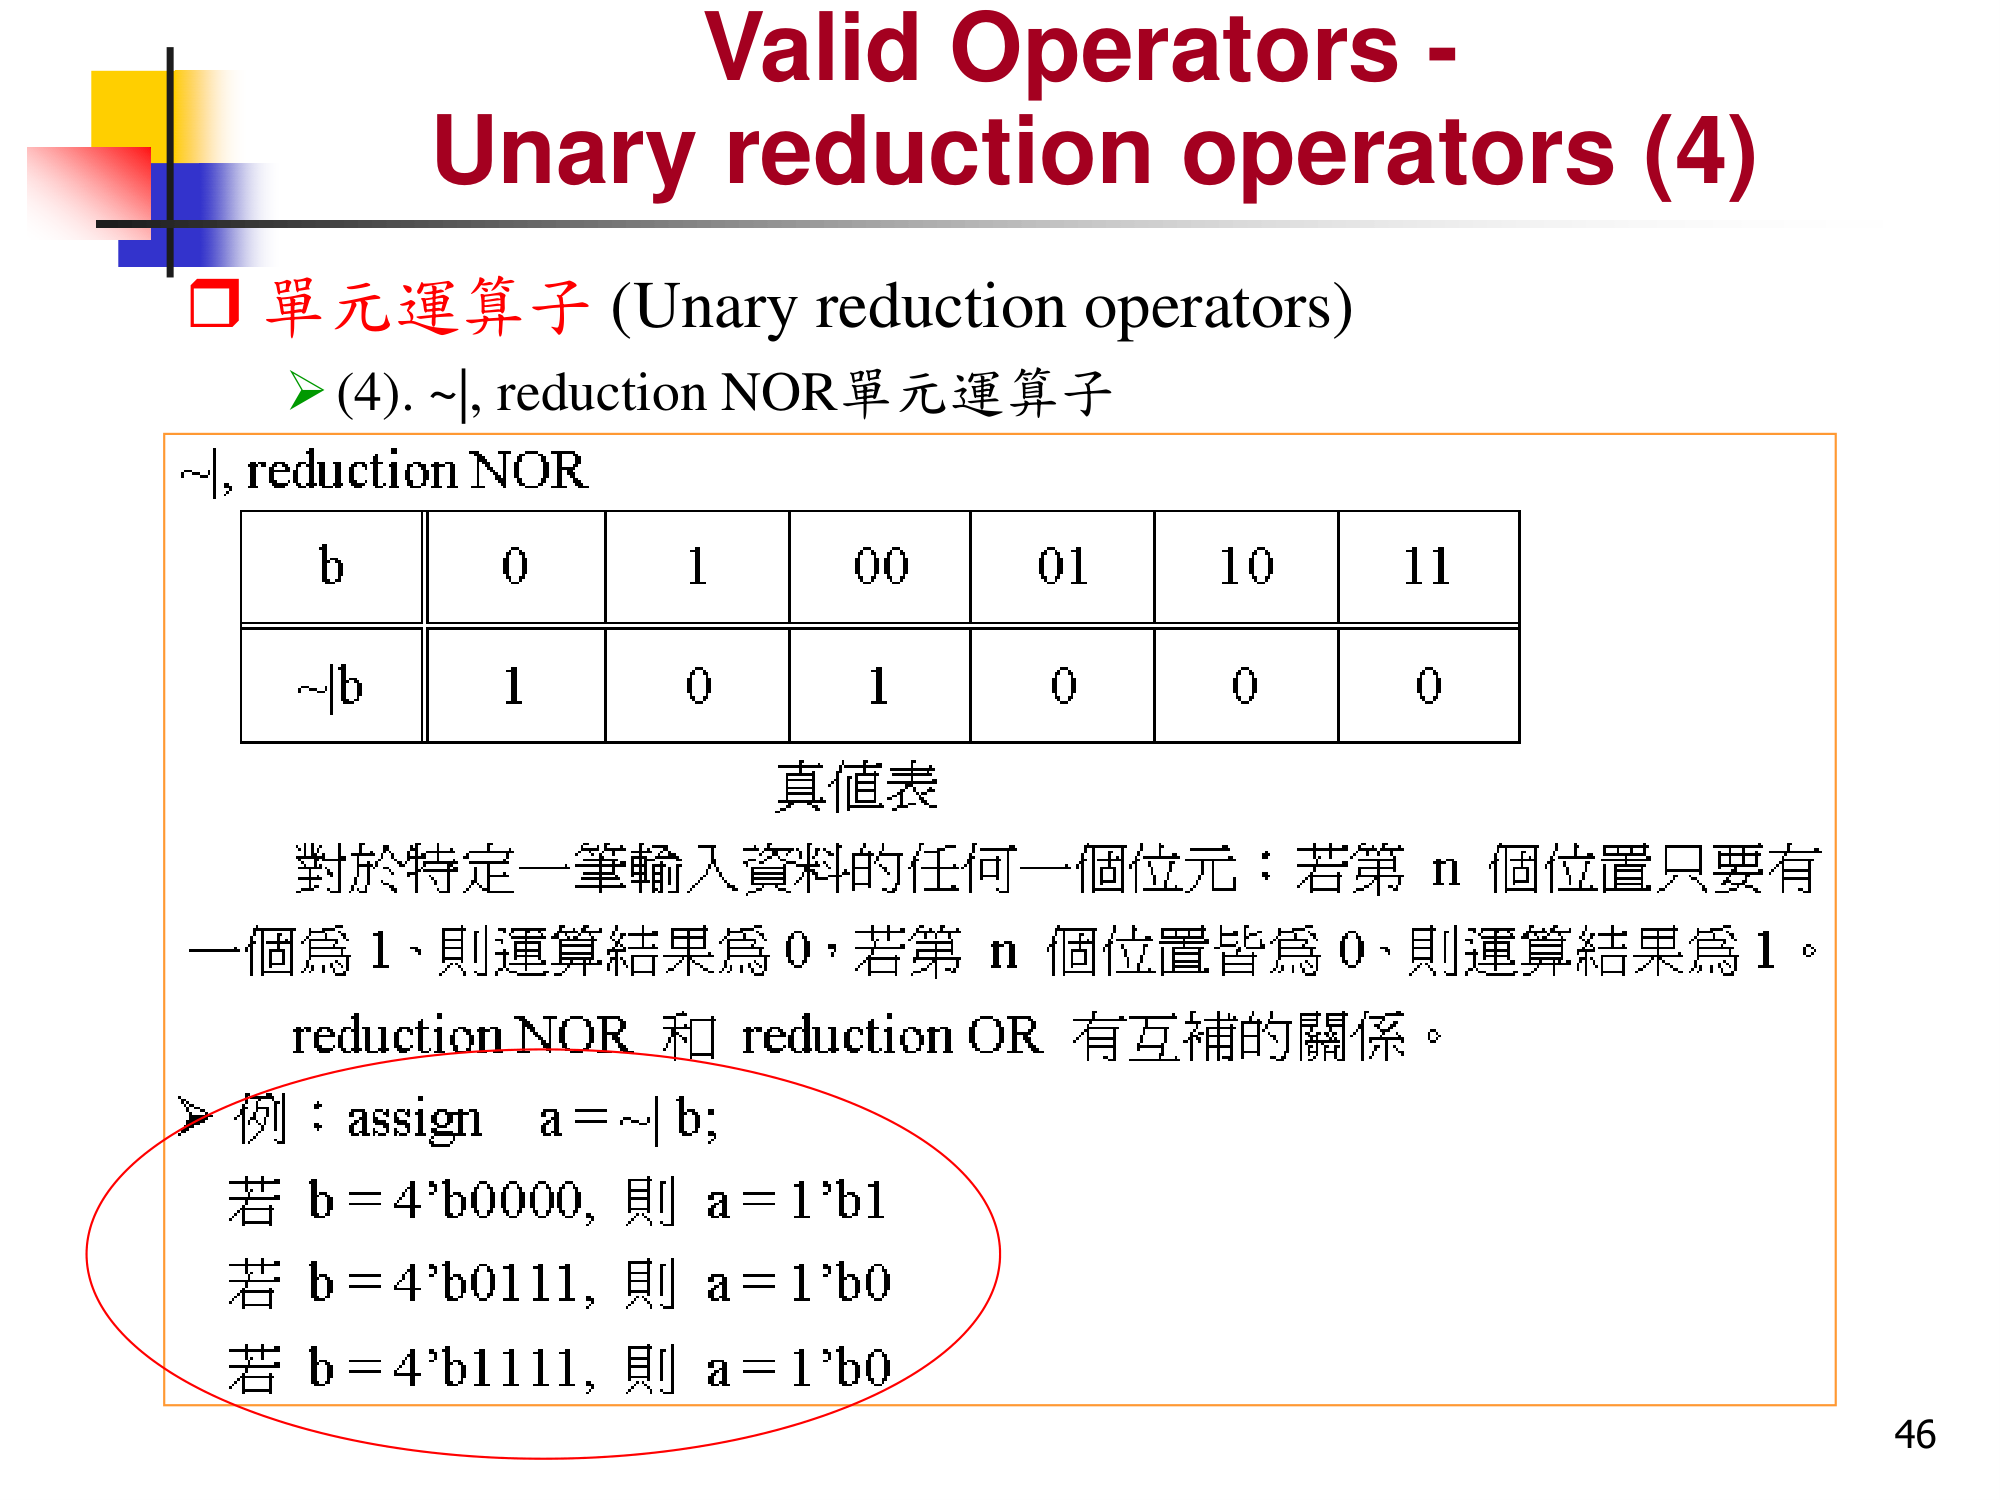 Valid Operators -
Unary reduction operators (4)
單元運算子 (Unary reduction operators)
(4). ~|, reduction NOR單元運算子
~|, reduction NOR
b 0 1 00 01 10 11
~|b 1 0 1 0 0 0
真值表
對於特定一筆輸入資料的任何一個位元：若第 n 個位置只要有
一個為 1、則運算結果為 0，若第 n 個位置皆為 0、則運算結果為 1。
reduction NOR 和 reduction OR 有互補的關係。
例：assign a = ~| b;
若 b = 4’b0000, 則 a = 1’b1
若 b = 4’b0111, 則 a = 1’b0
若 b = 4’b1111, 則 a = 1’b0
46